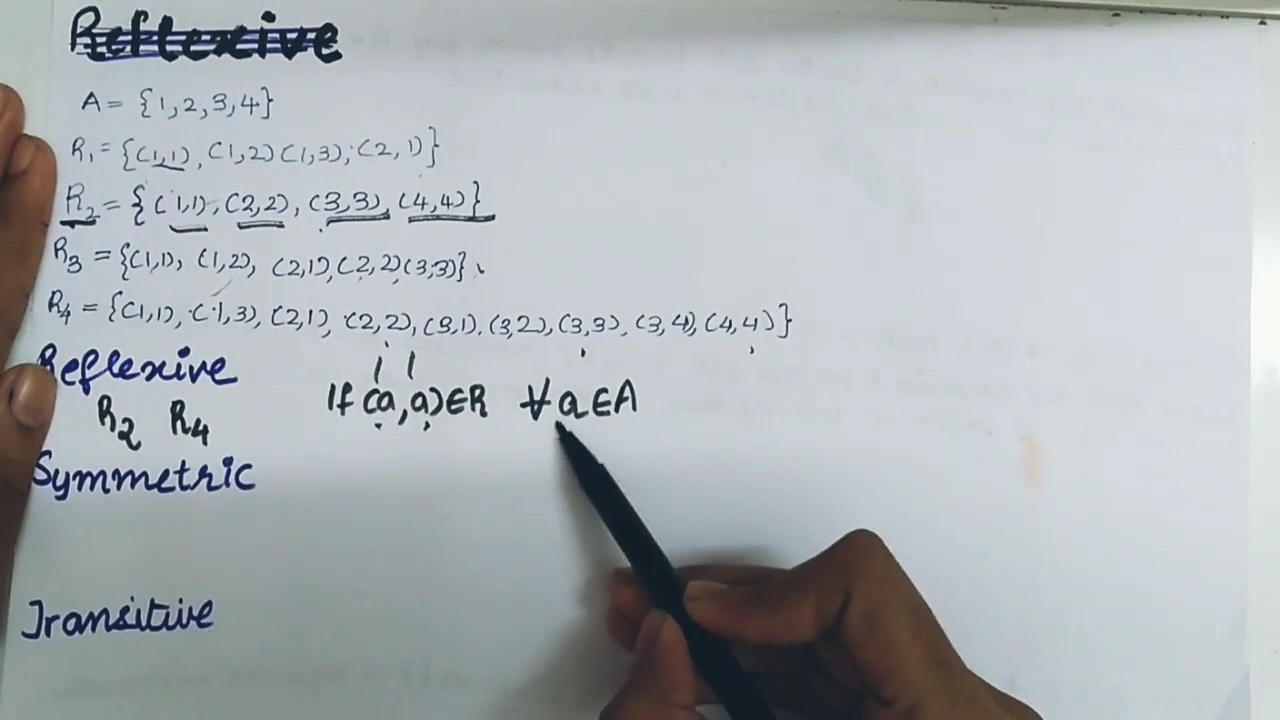 Reflexive
A = {1,2,3,4}
R₁ = {(1,1), (1,2) (1,3), (2,1)}
R₂ = {(1,1), (2,2), (3,3), (4,4)}
R₃ = {(1,1), (1,2), (2,1), (2,2) (3,3)}
R₄ = {(1,1), (1,3), (2,1), (2,2), (3,1), (3,2), (3,3), (3,4), (4,4)}
Reflexive
If (a,a)∈R ∀ a∈A
R₂ R₄
Symmetric
Transitive